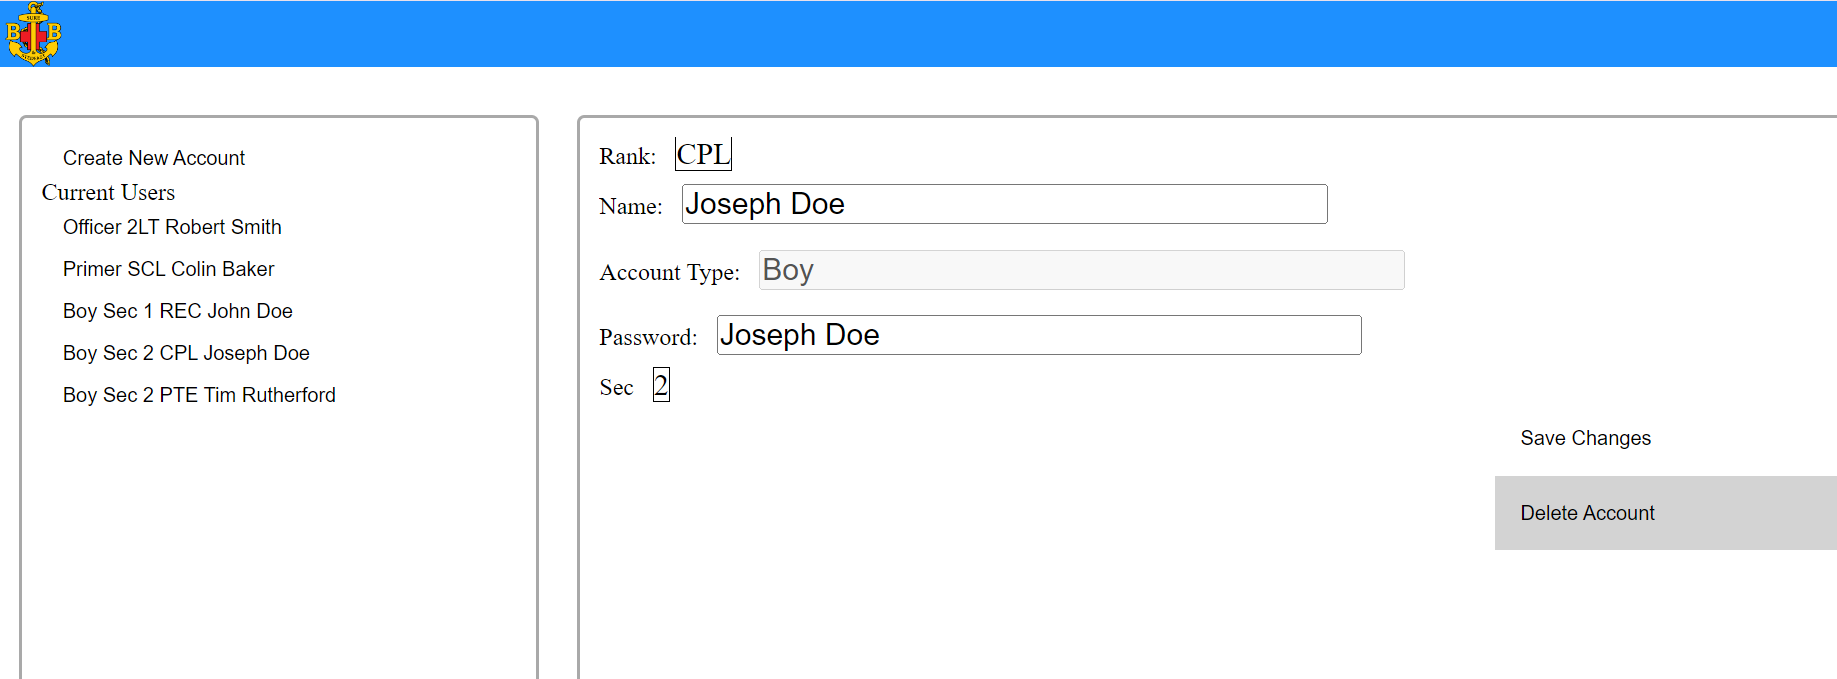 SURE
B B
Create New Account
Current Users
Officer 2LT Robert Smith
Primer SCL Colin Baker
Boy Sec 1 REC John Doe
Boy Sec 2 CPL Joseph Doe
Boy Sec 2 PTE Tim Rutherford
Rank: CPL
Name: Joseph Doe
Account Type: Boy
Password: Joseph Doe
Sec 2
Save Changes
Delete Account